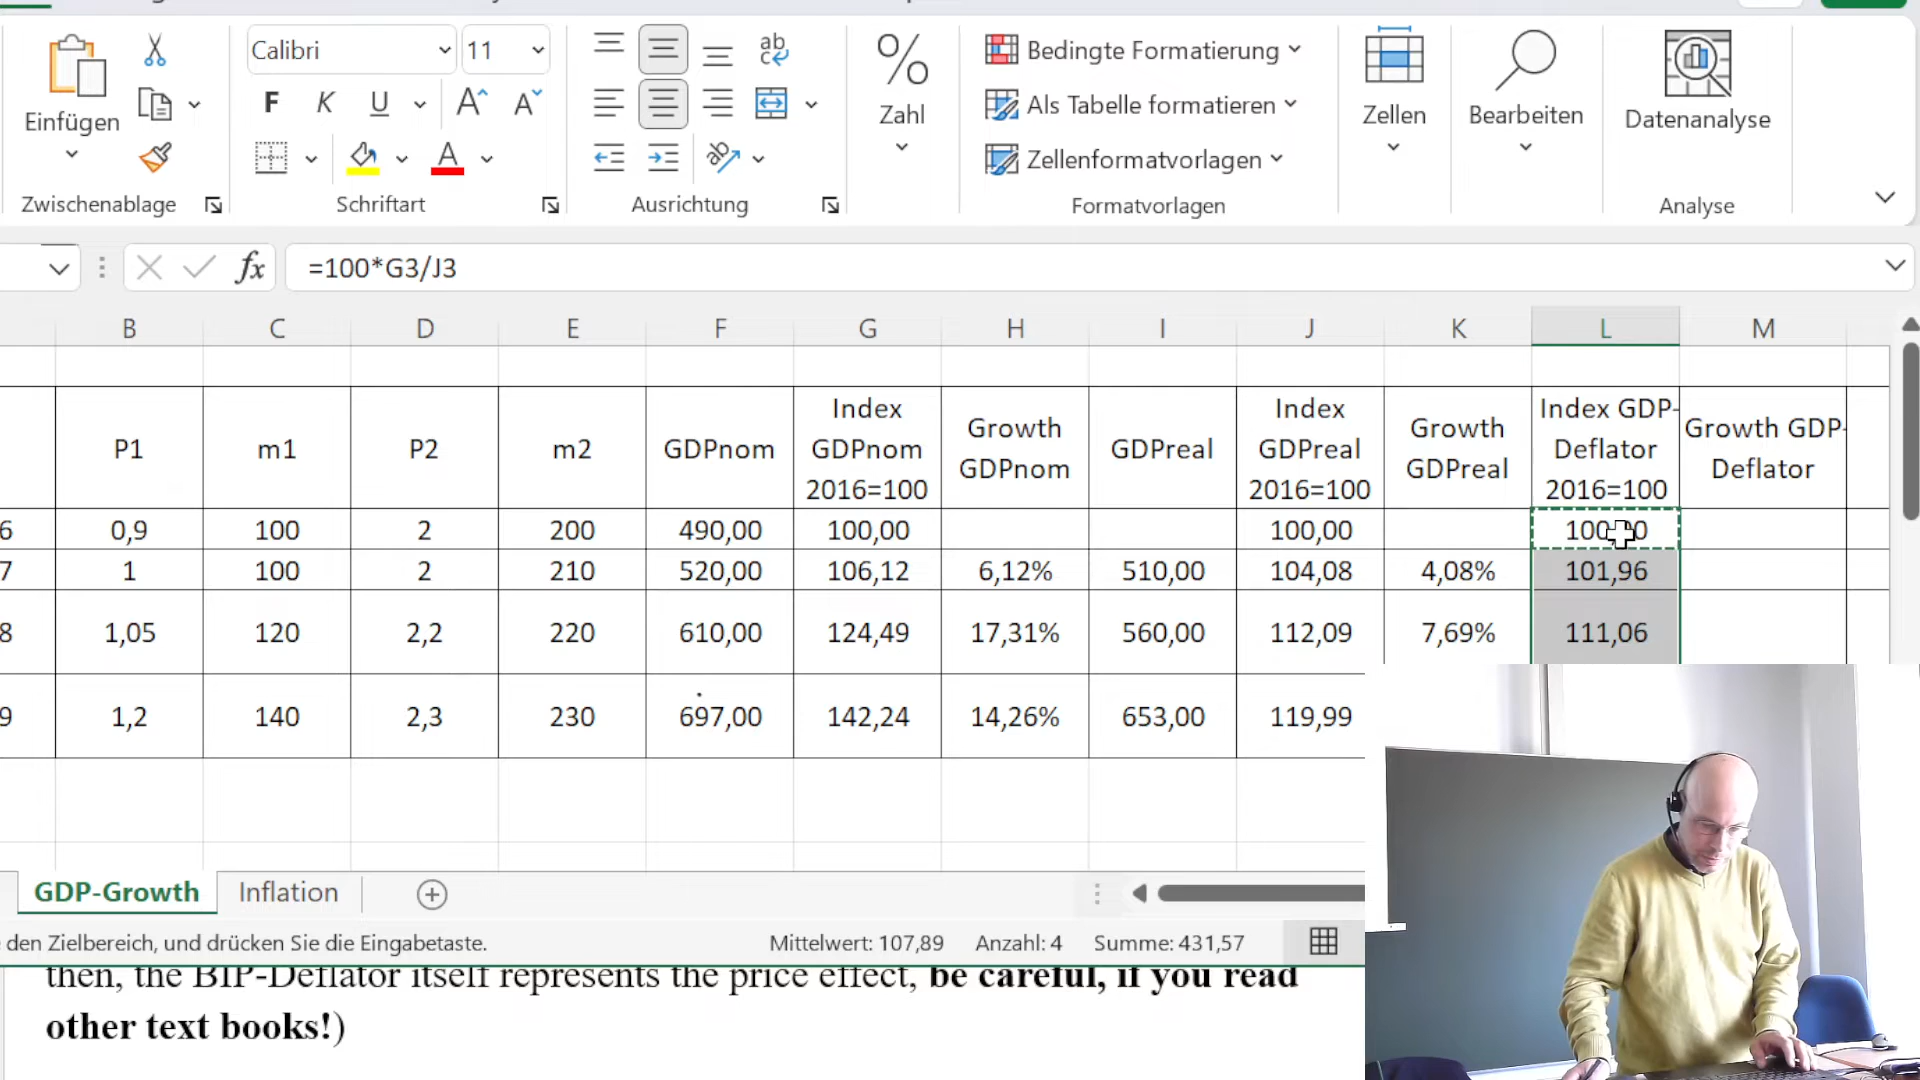 Calibri
11
ab
c
Bedingte Formatierung
Als Tabelle formatieren
Zellenformatvorlagen
Einfügen
F K U A A
A
ab
%
Zahl
Zellen
Bearbeiten
Datenanalyse
Zwischenablage
Schriftart
Ausrichtung
Formatvorlagen
Analyse
fx
=100*G3/J3
B C D E F G H I J K L M
P1 m1 P2 m2 GDPnom Index GDPnom 2016=100 Growth GDPnom GDPreal Index GDPreal 2016=100 Growth GDPreal Index GDP-Deflator 2016=100 Growth GDP-Deflator
6 0,9 100 2 200 490,00 100,00 100,00 100,00
7 1 100 2 210 520,00 106,12 6,12% 510,00 104,08 4,08% 101,96
8 1,05 120 2,2 220 610,00 124,49 17,31% 560,00 112,09 7,69% 111,06
9 1,2 140 2,3 230 697,00 142,24 14,26% 653,00 119,99
GDP-Growth
Inflation
den Zielbereich, und drücken Sie die Eingabetaste.
Mittelwert: 107,89 Anzahl: 4 Summe: 431,57
then, the BIP-Deflator itself represents the price effect, be careful, if you read
other text books!)